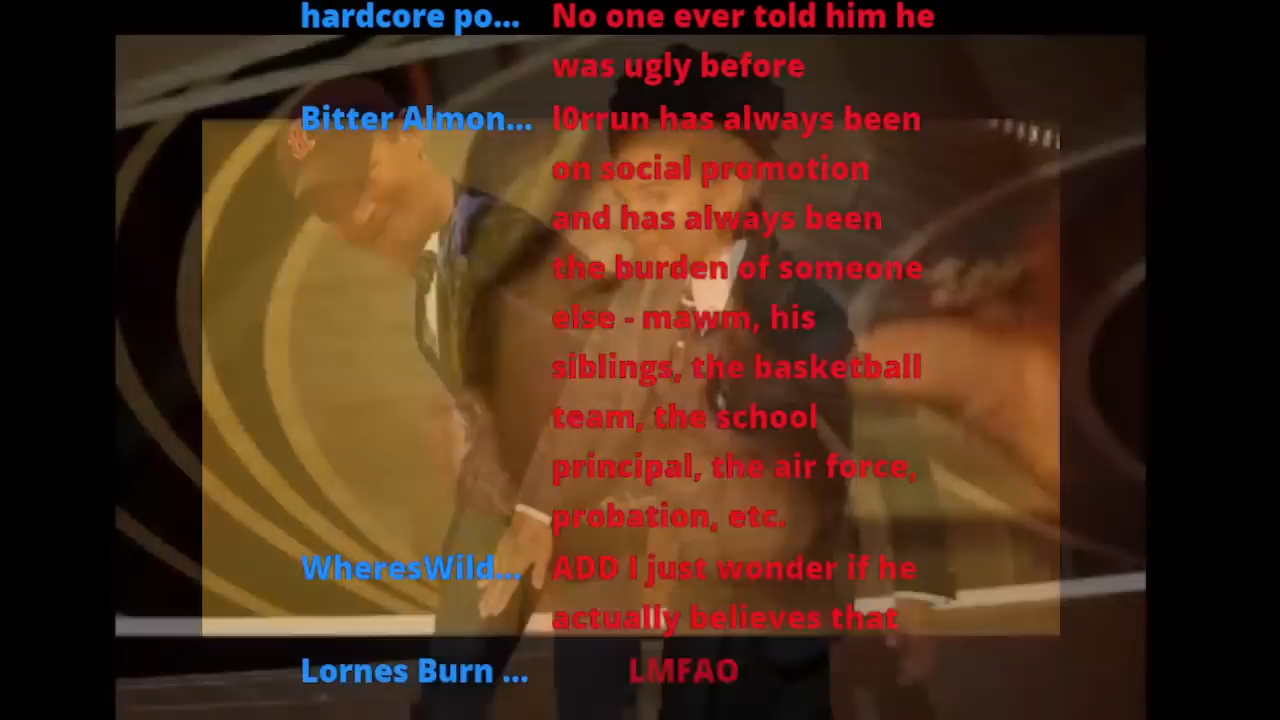 hardcore po... No one ever told him he
was ugly before
Bitter Almon... l0rrun has always been
on social promotion
and has always been
the burden of someone
else - mawm, his
siblings, the basketball
team, the school
principal, the air force,
probation, etc.
WheresWild... ADD I just wonder if he
actually believes that
Lornes Burn ... LMFAO